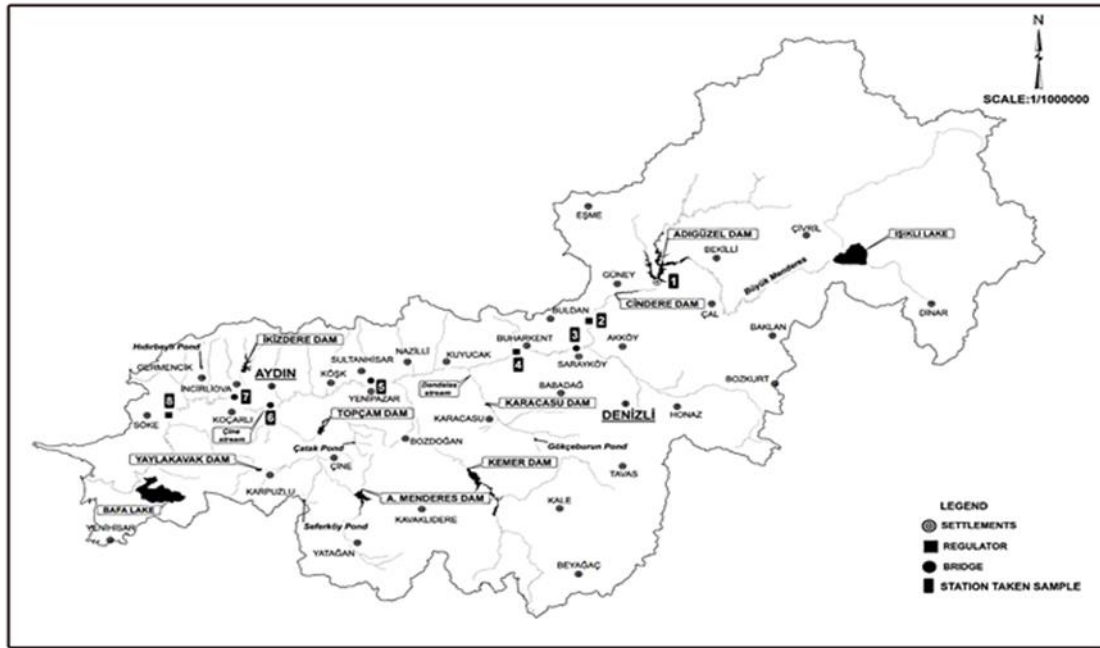 N
SCALE:1/1000000
EŞME
ADIGÜZEL DAM
BEKİLLİ
ÇİVRİL
IŞIKLI LAKE
GÜNEY
1
Büyük Menderes
CİNDERE DAM
ÇAL
DİNAR
BULDAN
2
3
AKKÖY
BAKLAN
SARAYKÖY
BUHARKENT
4
BOZKURT
Hıdırbeyli Pond
İKİZDERE DAM
GERMENCİK
AYDIN
SULTANHİSAR
NAZİLLİ
KUYUCAK
KÖŞK
5
YENİPAZAR
Dandalas
stream
BABADAĞ
İNCİRLİOVA
7
8
SÖKE
KOÇARLI
Çine
stream
6
TOPÇAM DAM
KARACASU DAM
KARACASU
DENİZLİ
HONAZ
BOZDOĞAN
Gökçeburun Pond
YAYLAKAVAK DAM
Çatak Pond
ÇİNE
KEMER DAM
TAVAS
KARPUZLU
A. MENDERES DAM
BAFA LAKE
KALE
KAVAKLIDERE
YENİHİSAR
Seferköy Pond
YATAĞAN
BEYAĞAÇ
LEGEND
SETTLEMENTS
REGULATOR
BRIDGE
STATION TAKEN SAMPLE